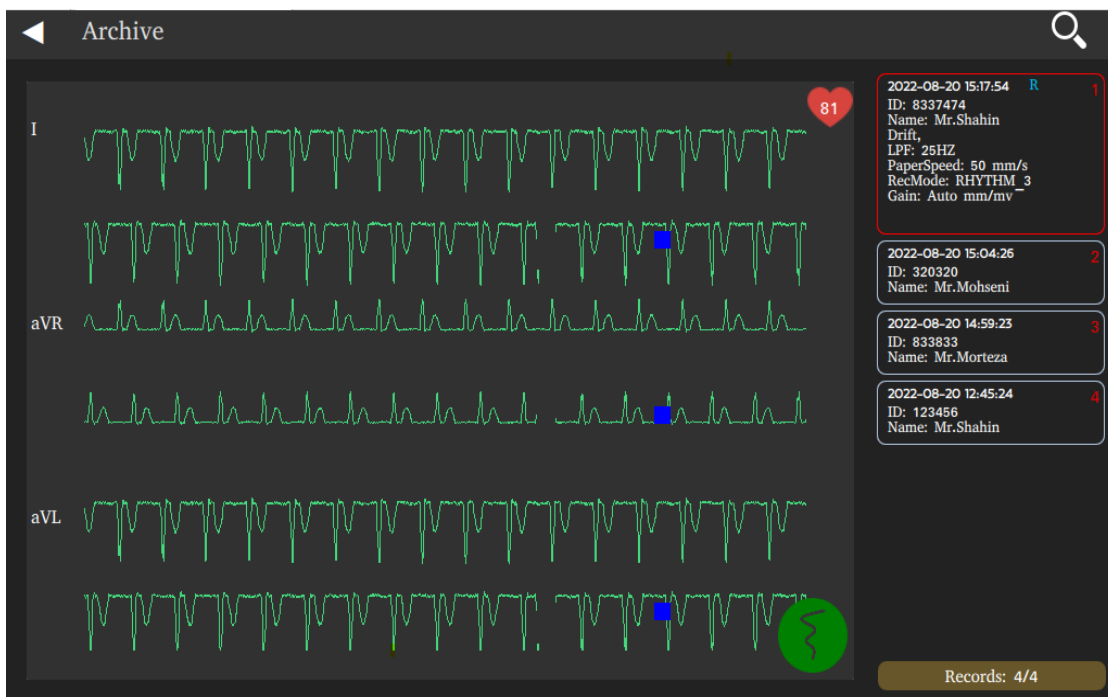 Archive
I
aVR
aVL
81
2022-08-20 15:17:54 R 1
ID: 8337474
Name: Mr.Shahin
Drift,
LPF: 25HZ
PaperSpeed: 50 mm/s
RecMode: RHYTHM_3
Gain: Auto mm/mv
2022-08-20 15:04:26 2
ID: 320320
Name: Mr.Mohseni
2022-08-20 14:59:23 3
ID: 833833
Name: Mr.Morteza
2022-08-20 12:45:24 4
ID: 123456
Name: Mr.Shahin
Records: 4/4